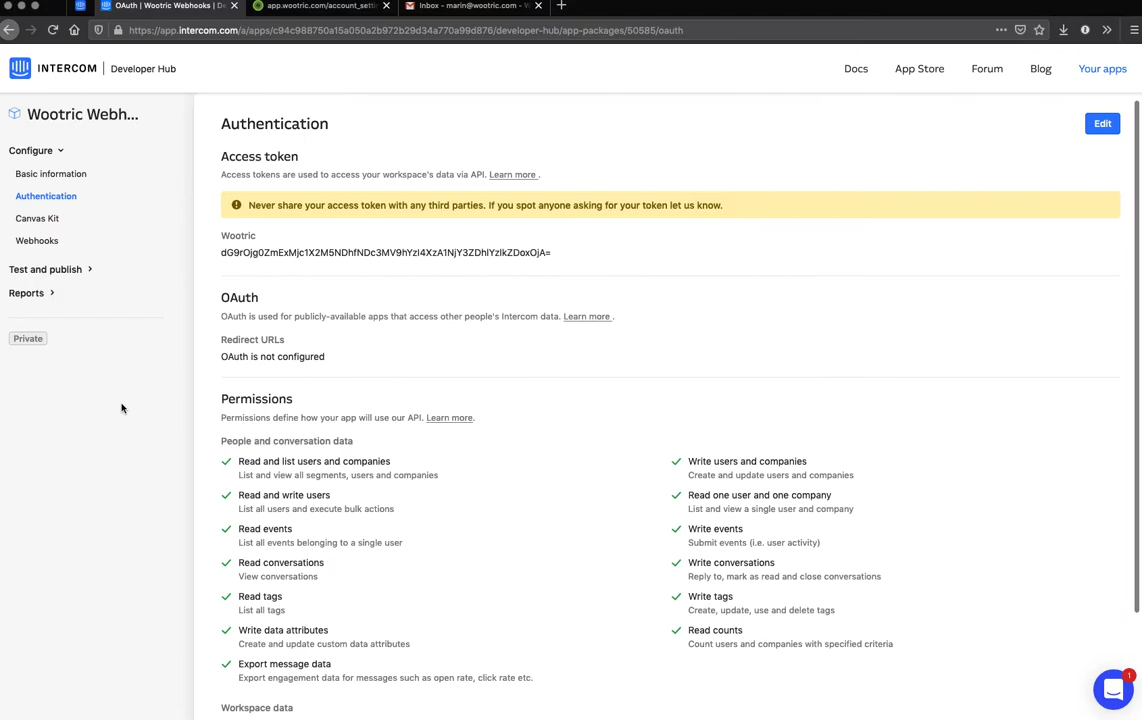 OAuth | Wootric Webhooks | De
app.wootric.com/account_setti
Inbox - marin@wootric.com - W
https://app.intercom.com/a/apps/c94c988750a15a050a2b972b29d34a770a99d876/developer-hub/app-packages/50585/oauth
INTERCOM | Developer Hub
Docs
App Store
Forum
Blog
Your apps
Wootric Webh...
Configure
Basic information
Authentication
Canvas Kit
Webhooks
Test and publish
Reports
Private
Authentication
Edit
Access token
Access tokens are used to access your workspace's data via API. Learn more .
Never share your access token with any third parties. If you spot anyone asking for your token let us know.
Wootric
OAuth
OAuth is used for publicly-available apps that access other people's Intercom data. Learn more .
Redirect URLs
OAuth is not configured
Permissions
Permissions define how your app will use our API. Learn more.
People and conversation data
Read and list users and companies
List and view all segments, users and companies
Write users and companies
Create and update users and companies
Read and write users
List all users and execute bulk actions
Read one user and one company
List and view a single user and company
Read events
List all events belonging to a single user
Write events
Submit events (i.e. user activity)
Read conversations
View conversations
Write conversations
Reply to, mark as read and close conversations
Read tags
List all tags
Write tags
Create, update, use and delete tags
Write data attributes
Create and update custom data attributes
Read counts
Count users and companies with specified criteria
Export message data
Export engagement data for messages such as open rate, click rate etc.
Workspace data
1